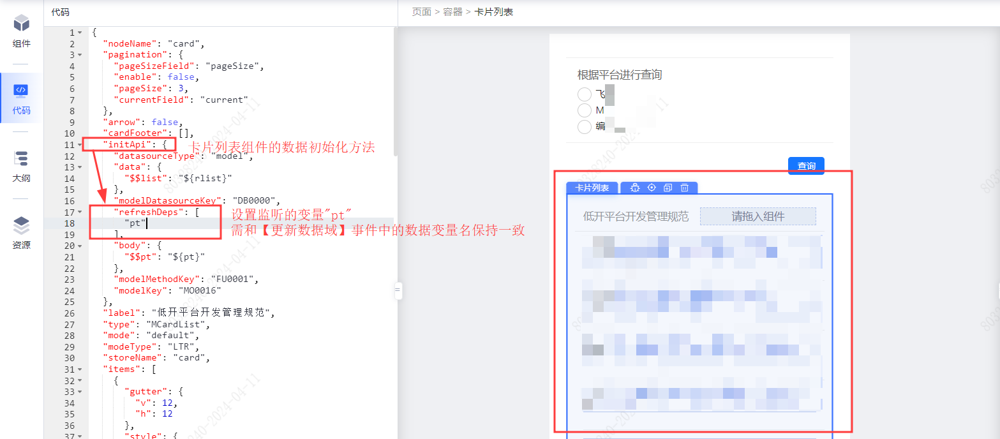 代码
页面 > 容器 > 卡片列表
组件
代码
大纲
资源
1 {
2 "nodeName": "card",
3 "pagination": {
4 "pageSizeField": "pageSize",
5 "enable": false,
6 "pageSize": 3,
7 "currentField": "current"
8 },
9 "arrow": false,
10 "cardFooter": [],
11 "initApi": {
12 "datasourceType": "model",
13 "data": {
14 "$$list": "${rlist}"
15 },
16 "modelDatasourceKey": "DB0000",
17 "refreshDeps": [
18 "pt"
19 ],
20 "body": {
21 "$$pt": "${pt}"
22 },
23 "modelMethodKey": "FU0001",
24 "modelKey": "MO0016"
25 },
26 "label": "低开平台开发管理规范",
27 "type": "MCardList",
28 "mode": "default",
29 "modeType": "LTR",
30 "storeName": "card",
31 "items": [
32 {
33 "gutter": {
34 "v": 12,
35 "h": 12
36 },
37 "style": {
卡片列表组件的数据初始化方法
设置监听的变量"pt"
需和【更新数据域】事件中的数据变量名保持一致
根据平台进行查询
飞
M
编
查询
卡片列表
低开平台开发管理规范
请拖入组件
80328240-2024-04-11